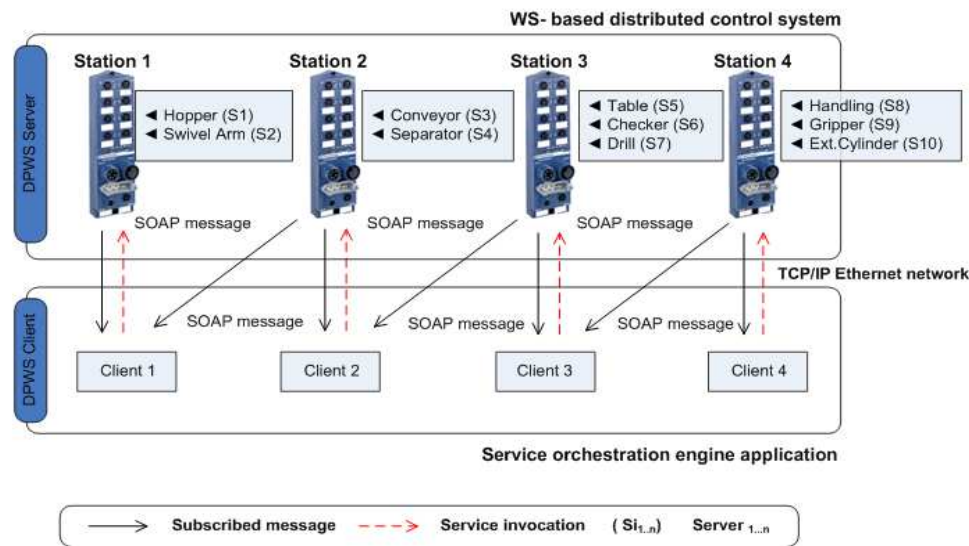 WS- based distributed control system
DPWS Server
Station 1
Station 2
Station 3
Station 4
◄ Hopper (S1)
◄ Swivel Arm (S2)
◄ Conveyor (S3)
◄ Separator (S4)
◄ Table (S5)
◄ Checker (S6)
◄ Drill (S7)
◄ Handling (S8)
◄ Gripper (S9)
◄ Ext.Cylinder (S10)
SOAP message
SOAP message
SOAP message
TCP/IP Ethernet network
DPWS Client
SOAP message
SOAP message
SOAP message
Client 1
Client 2
Client 3
Client 4
Service orchestration engine application
Subscribed message
Service invocation
( Si1..n) Server 1...n